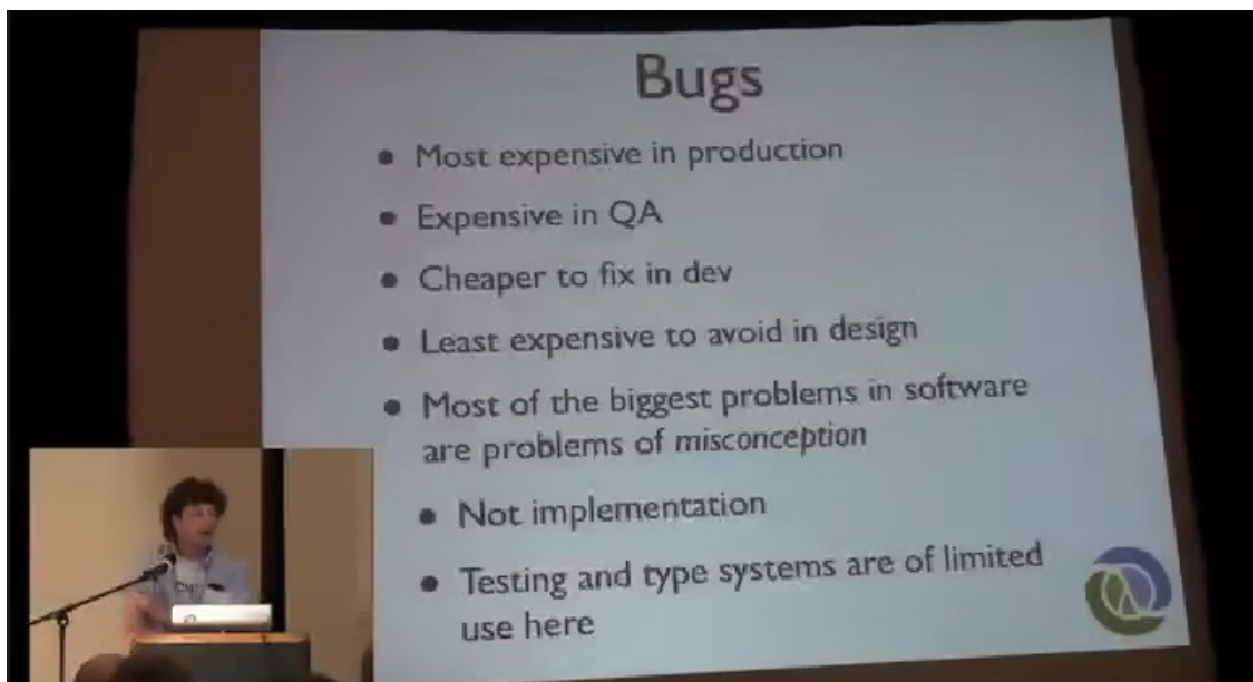 Bugs
• Most expensive in production
• Expensive in QA
• Cheaper to fix in dev
• Least expensive to avoid in design
• Most of the biggest problems in software
are problems of misconception
• Not implementation
• Testing and type systems are of limited
use here